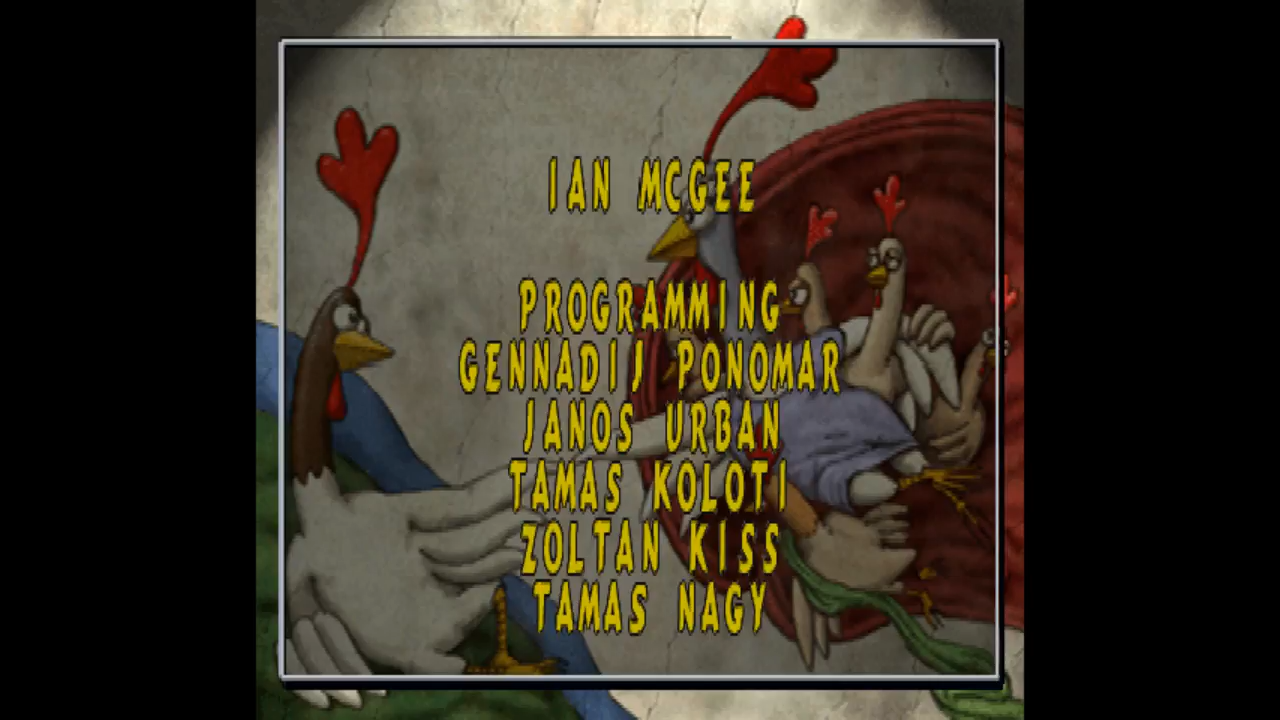 IAN MCGEE
PROGRAMMING
GENNADIJ PONOMAR
JANOS URBAN
TAMAS KOLOTI
ZOLTAN KISS
TAMAS NAGY